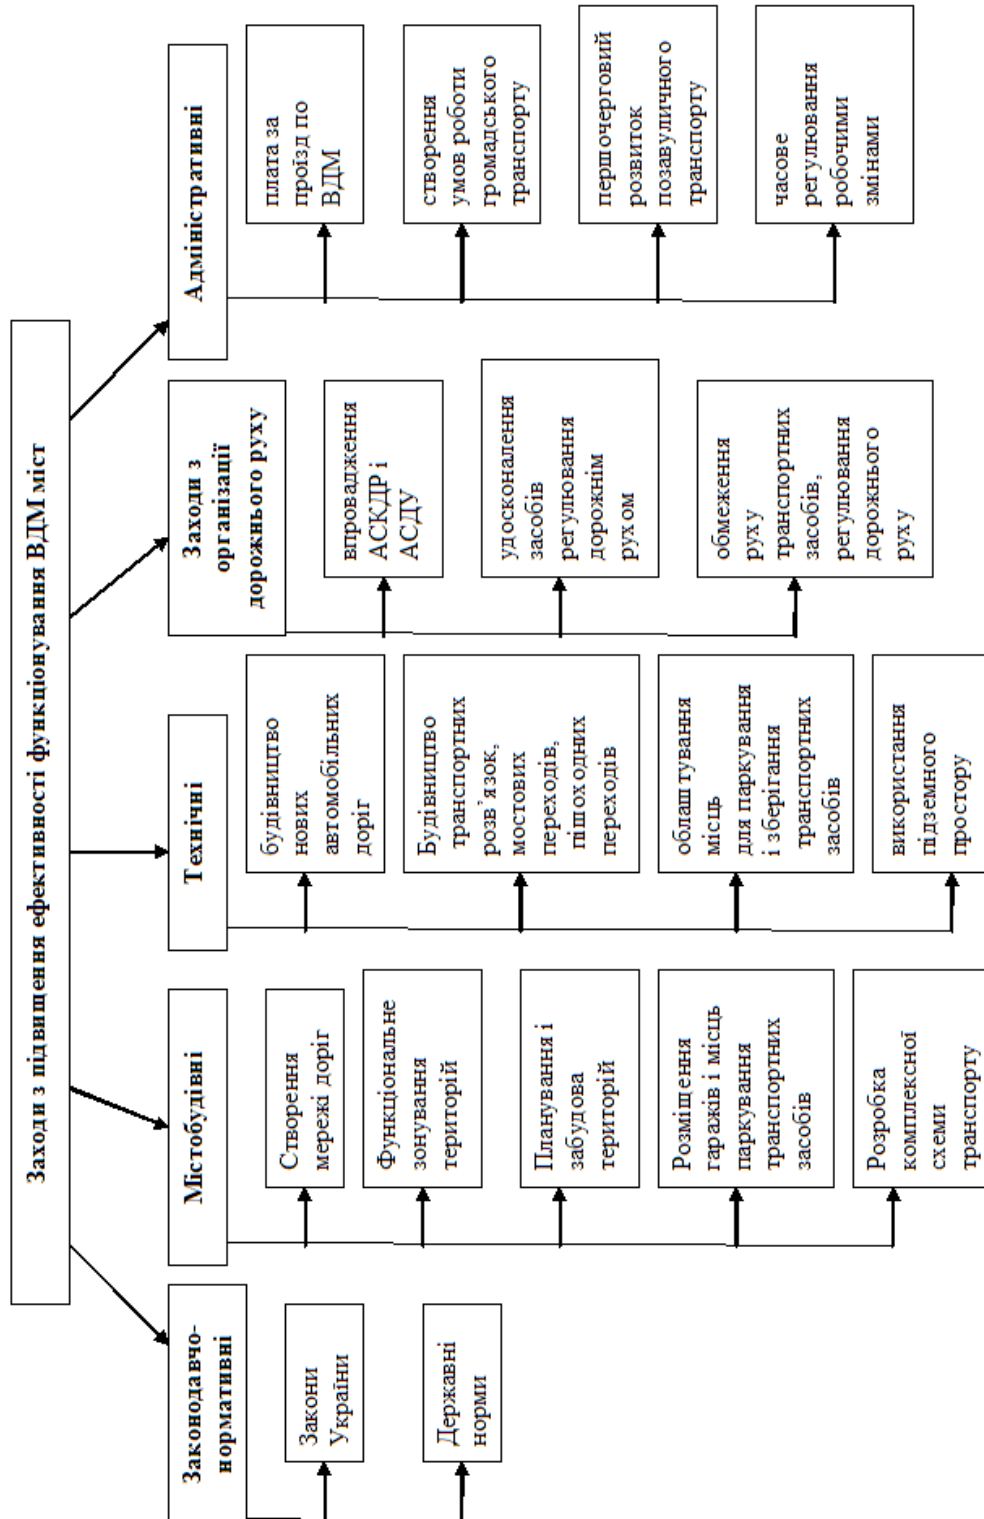 Заходи з підвищення ефективності функціонування ВДМ міст
Законодавчо-
нормативні
Закони
України
Державні
норми
Містобудівні
Створення
мережі доріг
Функціональне
зонування
територій
Планування і
забудова
територій
Розміщення
гаражів і місць
паркування
транспортних
засобів
Розробка
комплексної
схеми
транспорту
Технічні
будівництво
нових
автомобільних
доріг
Будівництво
транспортних
розв’язок,
мостових
переходів,
пішоходних
переходів
облаштування
місць
для паркування
і зберігання
транспортних
засобів
використання
підземного
простору
Заходи з
організації
дорожнього руху
впровадження
АСКДР і
АСДУ
удосконалення
засобів
регулювання
дорожнім
рухом
обмеження
руху
транспортних
засобів,
регулювання
дорожнього
руху
Адміністративні
плата за
проїзд по
ВДМ
створення
умов роботи
громадського
транспорту
першочерговий
розвиток
позавуличного
транспорту
часове
регулювання
робочими
змінами